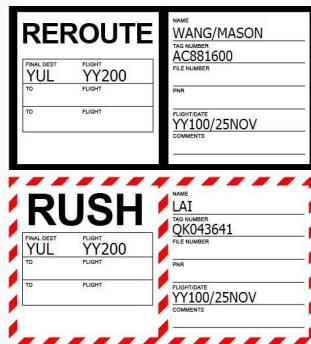 REROUTE
FINAL DEST FLIGHT
YUL YY200
TO FLIGHT
TO FLIGHT
NAME
WANG/MASON
TAG NUMBER
AC881600
FILE NUMBER
PNR
FLIGHT/DATE
YY100/25NOV
COMMENTS
RUSH
FINAL DEST FLIGHT
YUL YY200
TO FLIGHT
TO FLIGHT
NAME
LAI
TAG NUMBER
QK043641
FILE NUMBER
PNR
FLIGHT/DATE
YY100/25NOV
COMMENTS